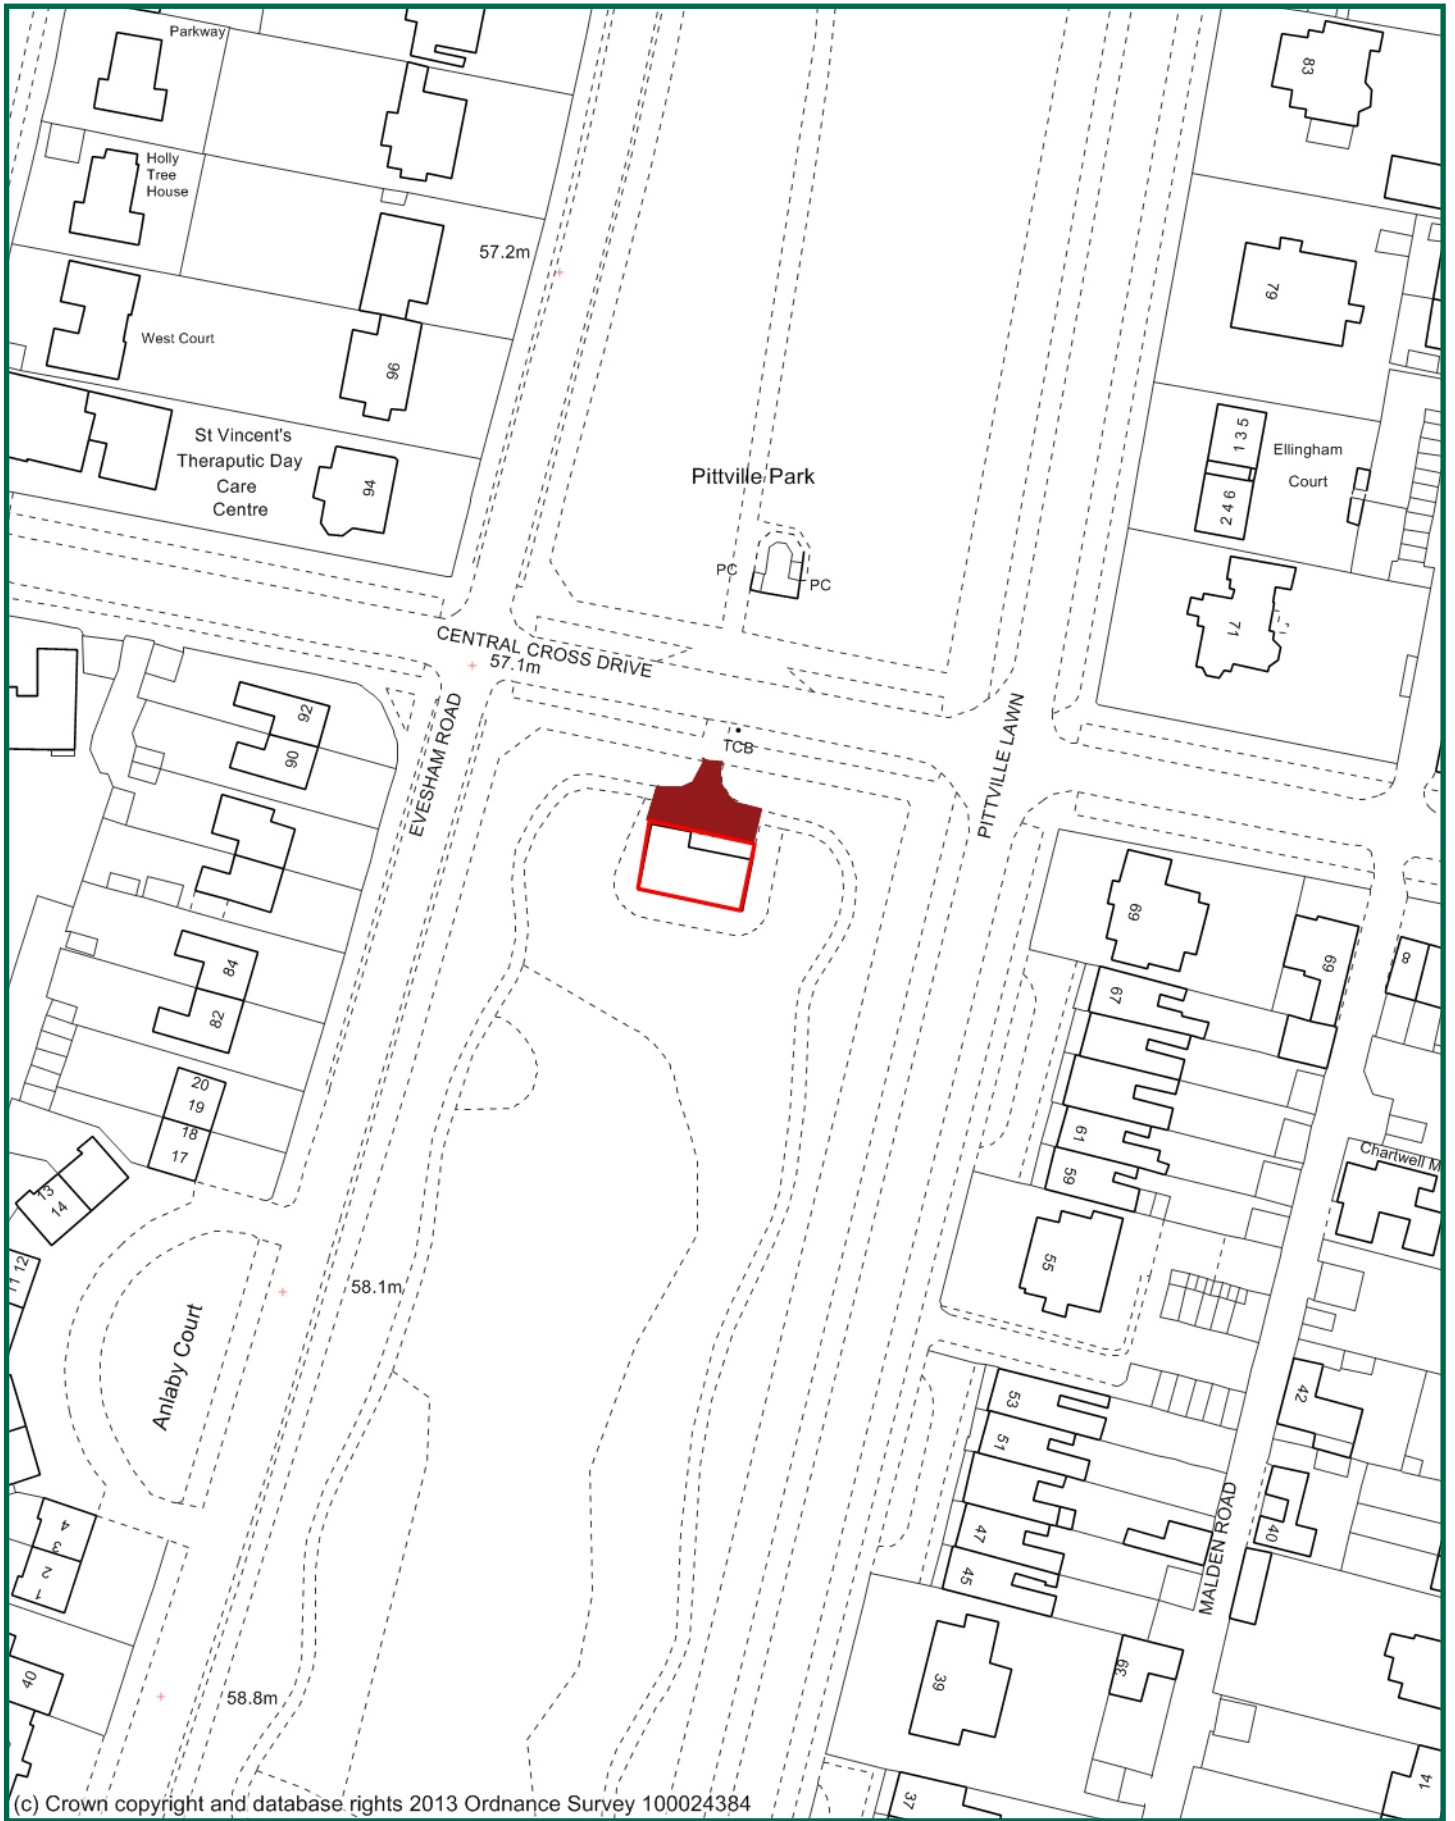 Parkway
83
Holly
Tree
House
57.2m
79
West Court
96
St Vincent's
Theraputic Day
Care
Centre
94
1 3 5
Ellingham
Court
2 4 6
Pittville Park
PC
PC
71
CENTRAL CROSS DRIVE
57.1m
92
90
EVESHAM ROAD
TCB
PITTVILLE LAWN
69
69
8
84
82
67
20
19
18
17
61
59
Chartwell M
13
14
55
11 12
58.1m
Anlaby Court
53
51
42
47
45
40
MALDEN ROAD
4
3
2
1
40
39
39
58.8m
14
37
(c) Crown copyright and database rights 2013 Ordnance Survey 100024384